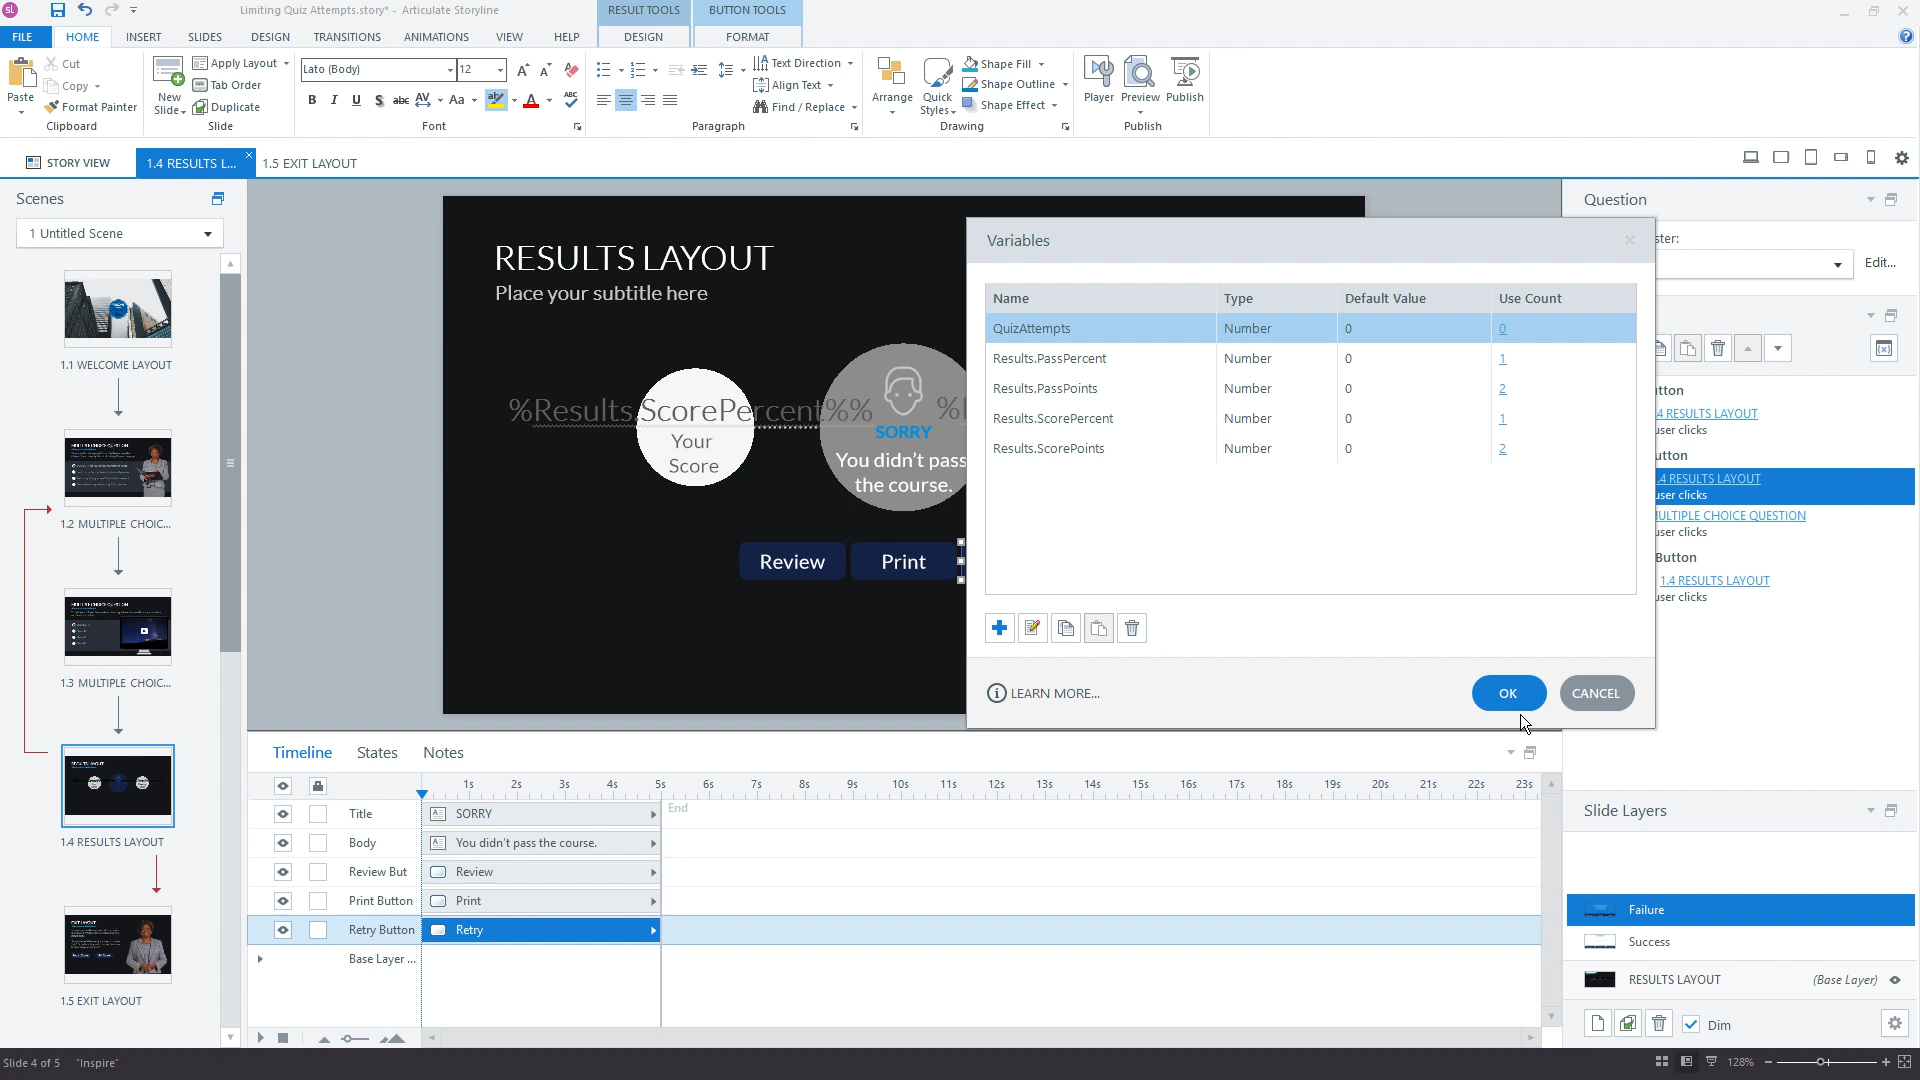 Limiting Quiz Attempts.story* - Articulate Storyline
RESULT TOOLS
BUTTON TOOLS
FILE
HOME
INSERT
SLIDES
DESIGN
TRANSITIONS
ANIMATIONS
VIEW
HELP
DESIGN
FORMAT
Paste
Cut
Copy
Format Painter
Clipboard
New
Slide
Apply Layout
Tab Order
Duplicate
Slide
Lato (Body)
12
Font
Text Direction
Align Text
Find / Replace
Paragraph
Arrange
Quick
Styles
Shape Fill
Shape Outline
Shape Effect
Drawing
Player
Preview
Publish
Publish
STORY VIEW
1.4 RESULTS L...
1.5 EXIT LAYOUT
Scenes
1 Untitled Scene
1.1 WELCOME LAYOUT
1.2 MULTIPLE CHOIC...
1.3 MULTIPLE CHOIC...
1.4 RESULTS LAYOUT
1.5 EXIT LAYOUT
RESULTS LAYOUT
Place your subtitle here
%Results.ScorePercent%%
Your
Score
SORRY
You didn't pass
the course.
Review
Print
Variables
Name
Type
Default Value
Use Count
QuizAttempts
Number
0
0
Results.PassPercent
Number
0
1
Results.PassPoints
Number
0
2
Results.ScorePercent
Number
0
1
Results.ScorePoints
Number
0
2
LEARN MORE...
OK
CANCEL
Question
ster:
Edit...
utton
4 RESULTS LAYOUT
user clicks
utton
.4 RESULTS LAYOUT
user clicks
ULTIPLE CHOICE QUESTION
user clicks
Button
1.4 RESULTS LAYOUT
user clicks
Timeline
States
Notes
1s 2s 3s 4s 5s 6s 7s 8s 9s 10s 11s 12s 13s 14s 15s 16s 17s 18s 19s 20s 21s 22s 23s
Title
SORRY
End
Body
You didn't pass the course.
Review But
Review
Print Button
Print
Retry Button
Retry
Base Layer ...
Slide Layers
Failure
Success
RESULTS LAYOUT
(Base Layer)
Dim
Slide 4 of 5
"Inspire"
128%